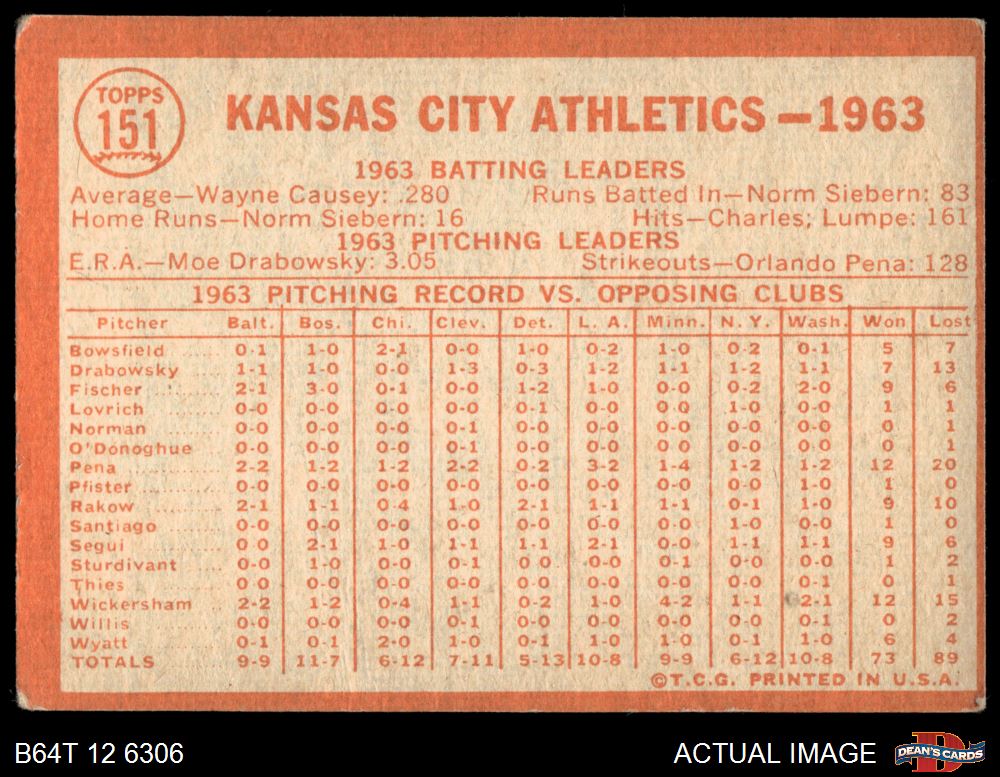 TOPPS
151
KANSAS CITY ATHLETICS — 1963
1963 BATTING LEADERS
Average—Wayne Causey: .280 Runs Batted In—Norm Siebern: 83
Home Runs—Norm Siebern: 16 Hits—Charles; Lumpe: 161
1963 PITCHING LEADERS
E.R.A.—Moe Drabowsky: 3.05 Strikeouts—Orlando Pena: 128
1963 PITCHING RECORD VS. OPPOSING CLUBS
Pitcher Balt. Bos. Chi. Clev. Det. L. A. Minn. N. Y. Wash. Won Lost
Bowsfield 0-1 1-0 2-1 0-0 1-0 0-2 1-0 0-2 0-1 5 7
Drabowsky 1-1 1-0 0-0 1-3 0-3 1-2 1-1 1-2 1-1 7 13
Fischer 2-1 3-0 0-1 0-0 1-2 1-0 0-0 0-2 2-0 9 6
Lovrich 0-0 0-0 0-0 0-0 0-1 0-0 0-0 1-0 0-0 1 1
Norman 0-0 0-0 0-0 0-1 0-0 0-0 0-0 0-0 0-0 0 1
O'Donoghue 0-0 0-0 0-0 0-1 0-0 0-0 0-0 0-0 0-0 0 1
Pena 2-2 1-2 1-2 2-2 0-2 3-2 1-4 1-2 1-2 12 20
Pfister 0-0 0-0 0-0 0-0 0-0 0-0 0-0 0-0 1-0 1 0
Rakow 2-1 1-1 0-4 1-0 2-1 1-1 1-1 0-1 1-0 9 10
Santiago 0-0 0-0 0-0 0-0 0-0 0-0 0-0 1-0 0-0 1 0
Segui 0-0 2-1 1-0 1-1 1-1 2-1 0-0 1-1 1-1 9 6
Sturdivant 0-0 1-0 0-0 0-1 0-0 0-0 0-1 0-0 0-0 1 2
Thies 0-0 0-0 0-0 0-0 0-0 0-0 0-0 0-0 0-1 0 1
Wickersham 2-2 1-2 0-4 1-1 0-2 1-0 4-2 1-1 2-1 12 15
Willis 0-0 0-0 0-0 0-1 0-0 0-0 0-0 0-0 0-1 0 2
Wyatt 0-1 0-1 2-0 1-0 0-1 1-0 1-0 0-1 1-0 6 4
TOTALS 9-9 11-7 6-12 7-11 5-13 10-8 9-9 6-12 10-8 73 89
©T.C.G. PRINTED IN U.S.A.
B64T 12 6306 ACTUAL IMAGE DEAN'S CARDS